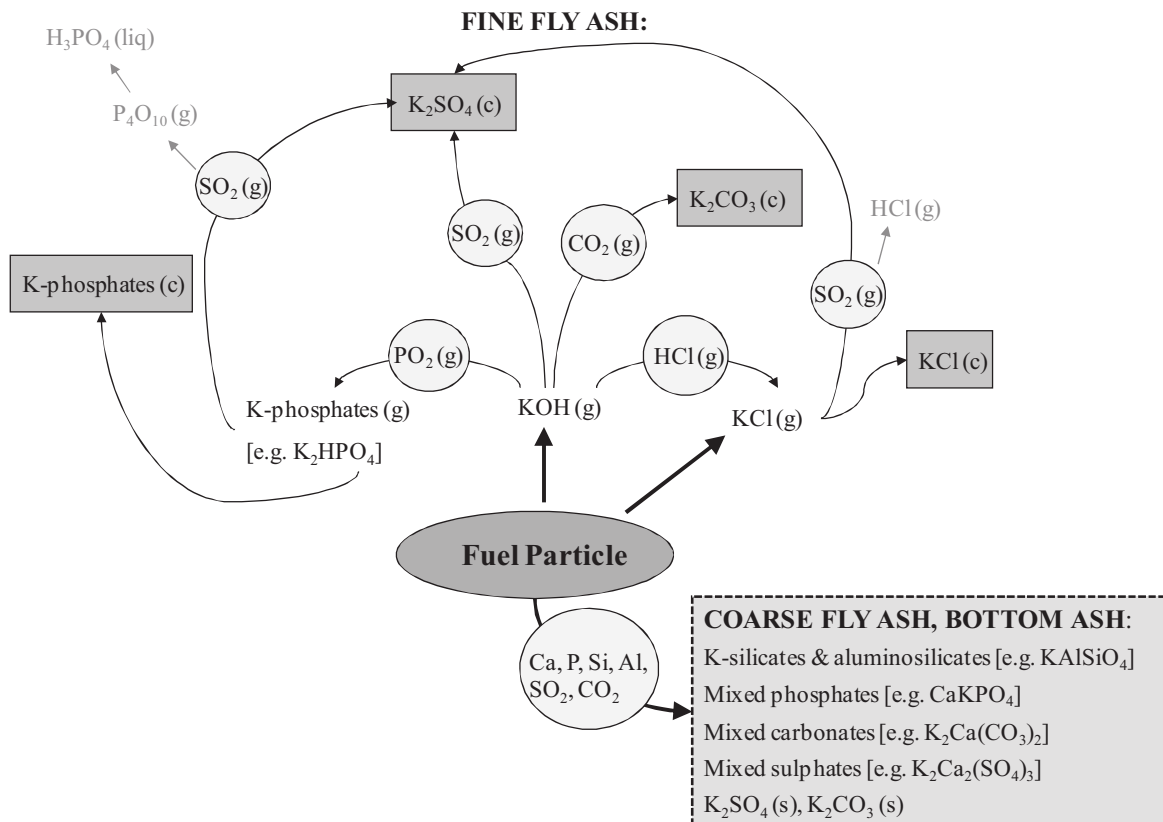 FINE FLY ASH:
H₃PO₄ (liq)
P₄O₁₀ (g)
K₂SO₄ (c)
SO₂ (g)
K₂CO₃ (c)
HCl (g)
SO₂ (g)
CO₂ (g)
K-phosphates (c)
SO₂ (g)
PO₂ (g)
HCl (g)
KCl (c)
K-phosphates (g)
[e.g. K₂HPO₄]
KOH (g)
KCl (g)
Fuel Particle
Ca, P, Si, Al,
SO₂, CO₂
COARSE FLY ASH, BOTTOM ASH:
K-silicates & aluminosilicates [e.g. KAlSiO₄]
Mixed phosphates [e.g. CaKPO₄]
Mixed carbonates [e.g. K₂Ca(CO₃)₂]
Mixed sulphates [e.g. K₂Ca₂(SO₄)₃]
K₂SO₄ (s), K₂CO₃ (s)